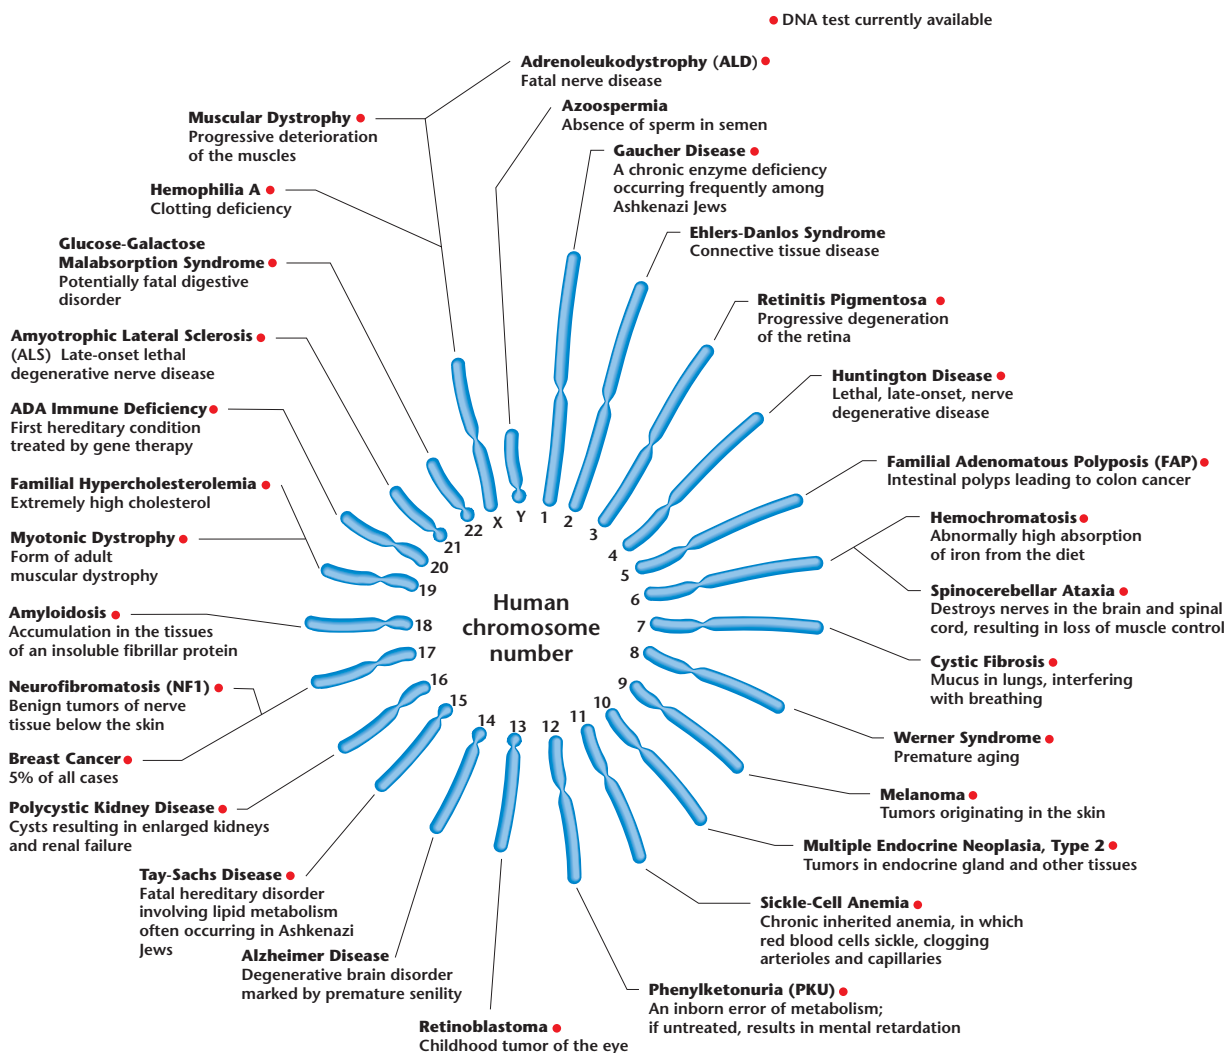 DNA test currently available
Adrenoleukodystrophy (ALD)
Fatal nerve disease
Azoospermia
Absence of sperm in semen
Gaucher Disease
A chronic enzyme deficiency
occurring frequently among
Ashkenazi Jews
Ehlers-Danlos Syndrome
Connective tissue disease
Retinitis Pigmentosa
Progressive degeneration
of the retina
Huntington Disease
Lethal, late-onset, nerve
degenerative disease
Familial Adenomatous Polyposis (FAP)
Intestinal polyps leading to colon cancer
Hemochromatosis
Abnormally high absorption
of iron from the diet
Spinocerebellar Ataxia
Destroys nerves in the brain and spinal
cord, resulting in loss of muscle control
Cystic Fibrosis
Mucus in lungs, interfering
with breathing
Werner Syndrome
Premature aging
Melanoma
Tumors originating in the skin
Multiple Endocrine Neoplasia, Type 2
Tumors in endocrine gland and other tissues
Sickle-Cell Anemia
Chronic inherited anemia, in which
red blood cells sickle, clogging
arterioles and capillaries
Phenylketonuria (PKU)
An inborn error of metabolism;
if untreated, results in mental retardation
Retinoblastoma
Childhood tumor of the eye
Alzheimer Disease
Degenerative brain disorder
marked by premature senility
Tay-Sachs Disease
Fatal hereditary disorder
involving lipid metabolism
often occurring in Ashkenazi
Jews
Polycystic Kidney Disease
Cysts resulting in enlarged kidneys
and renal failure
Breast Cancer
5% of all cases
Neurofibromatosis (NF1)
Benign tumors of nerve
tissue below the skin
Amyloidosis
Accumulation in the tissues
of an insoluble fibrillar protein
Myotonic Dystrophy
Form of adult
muscular dystrophy
Familial Hypercholesterolemia
Extremely high cholesterol
ADA Immune Deficiency
First hereditary condition
treated by gene therapy
Amyotrophic Lateral Sclerosis
(ALS) Late-onset lethal
degenerative nerve disease
Glucose-Galactose
Malabsorption Syndrome
Potentially fatal digestive
disorder
Hemophilia A
Clotting deficiency
Muscular Dystrophy
Progressive deterioration
of the muscles
1
2
3
4
5
6
7
8
9
10
11
12
13
14
15
16
17
18
19
20
21
22
X
Y
Human
chromosome
number